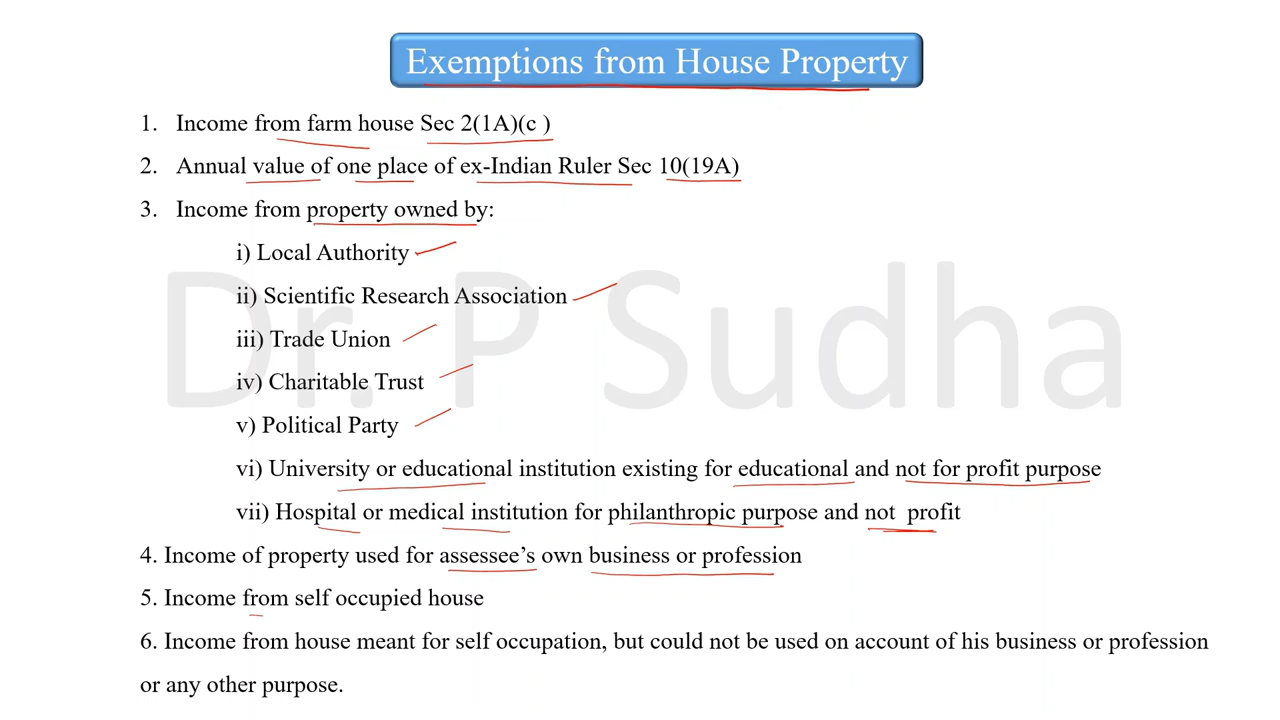 Exemptions from House Property
1. Income from farm house Sec 2(1A)(c )
2. Annual value of one place of ex-Indian Ruler Sec 10(19A)
3. Income from property owned by:
i) Local Authority
ii) Scientific Research Association
iii) Trade Union
iv) Charitable Trust
v) Political Party
vi) University or educational institution existing for educational and not for profit purpose
vii) Hospital or medical institution for philanthropic purpose and not profit
4. Income of property used for assessee’s own business or profession
5. Income from self occupied house
6. Income from house meant for self occupation, but could not be used on account of his business or profession
or any other purpose.
Dr. P Sudha